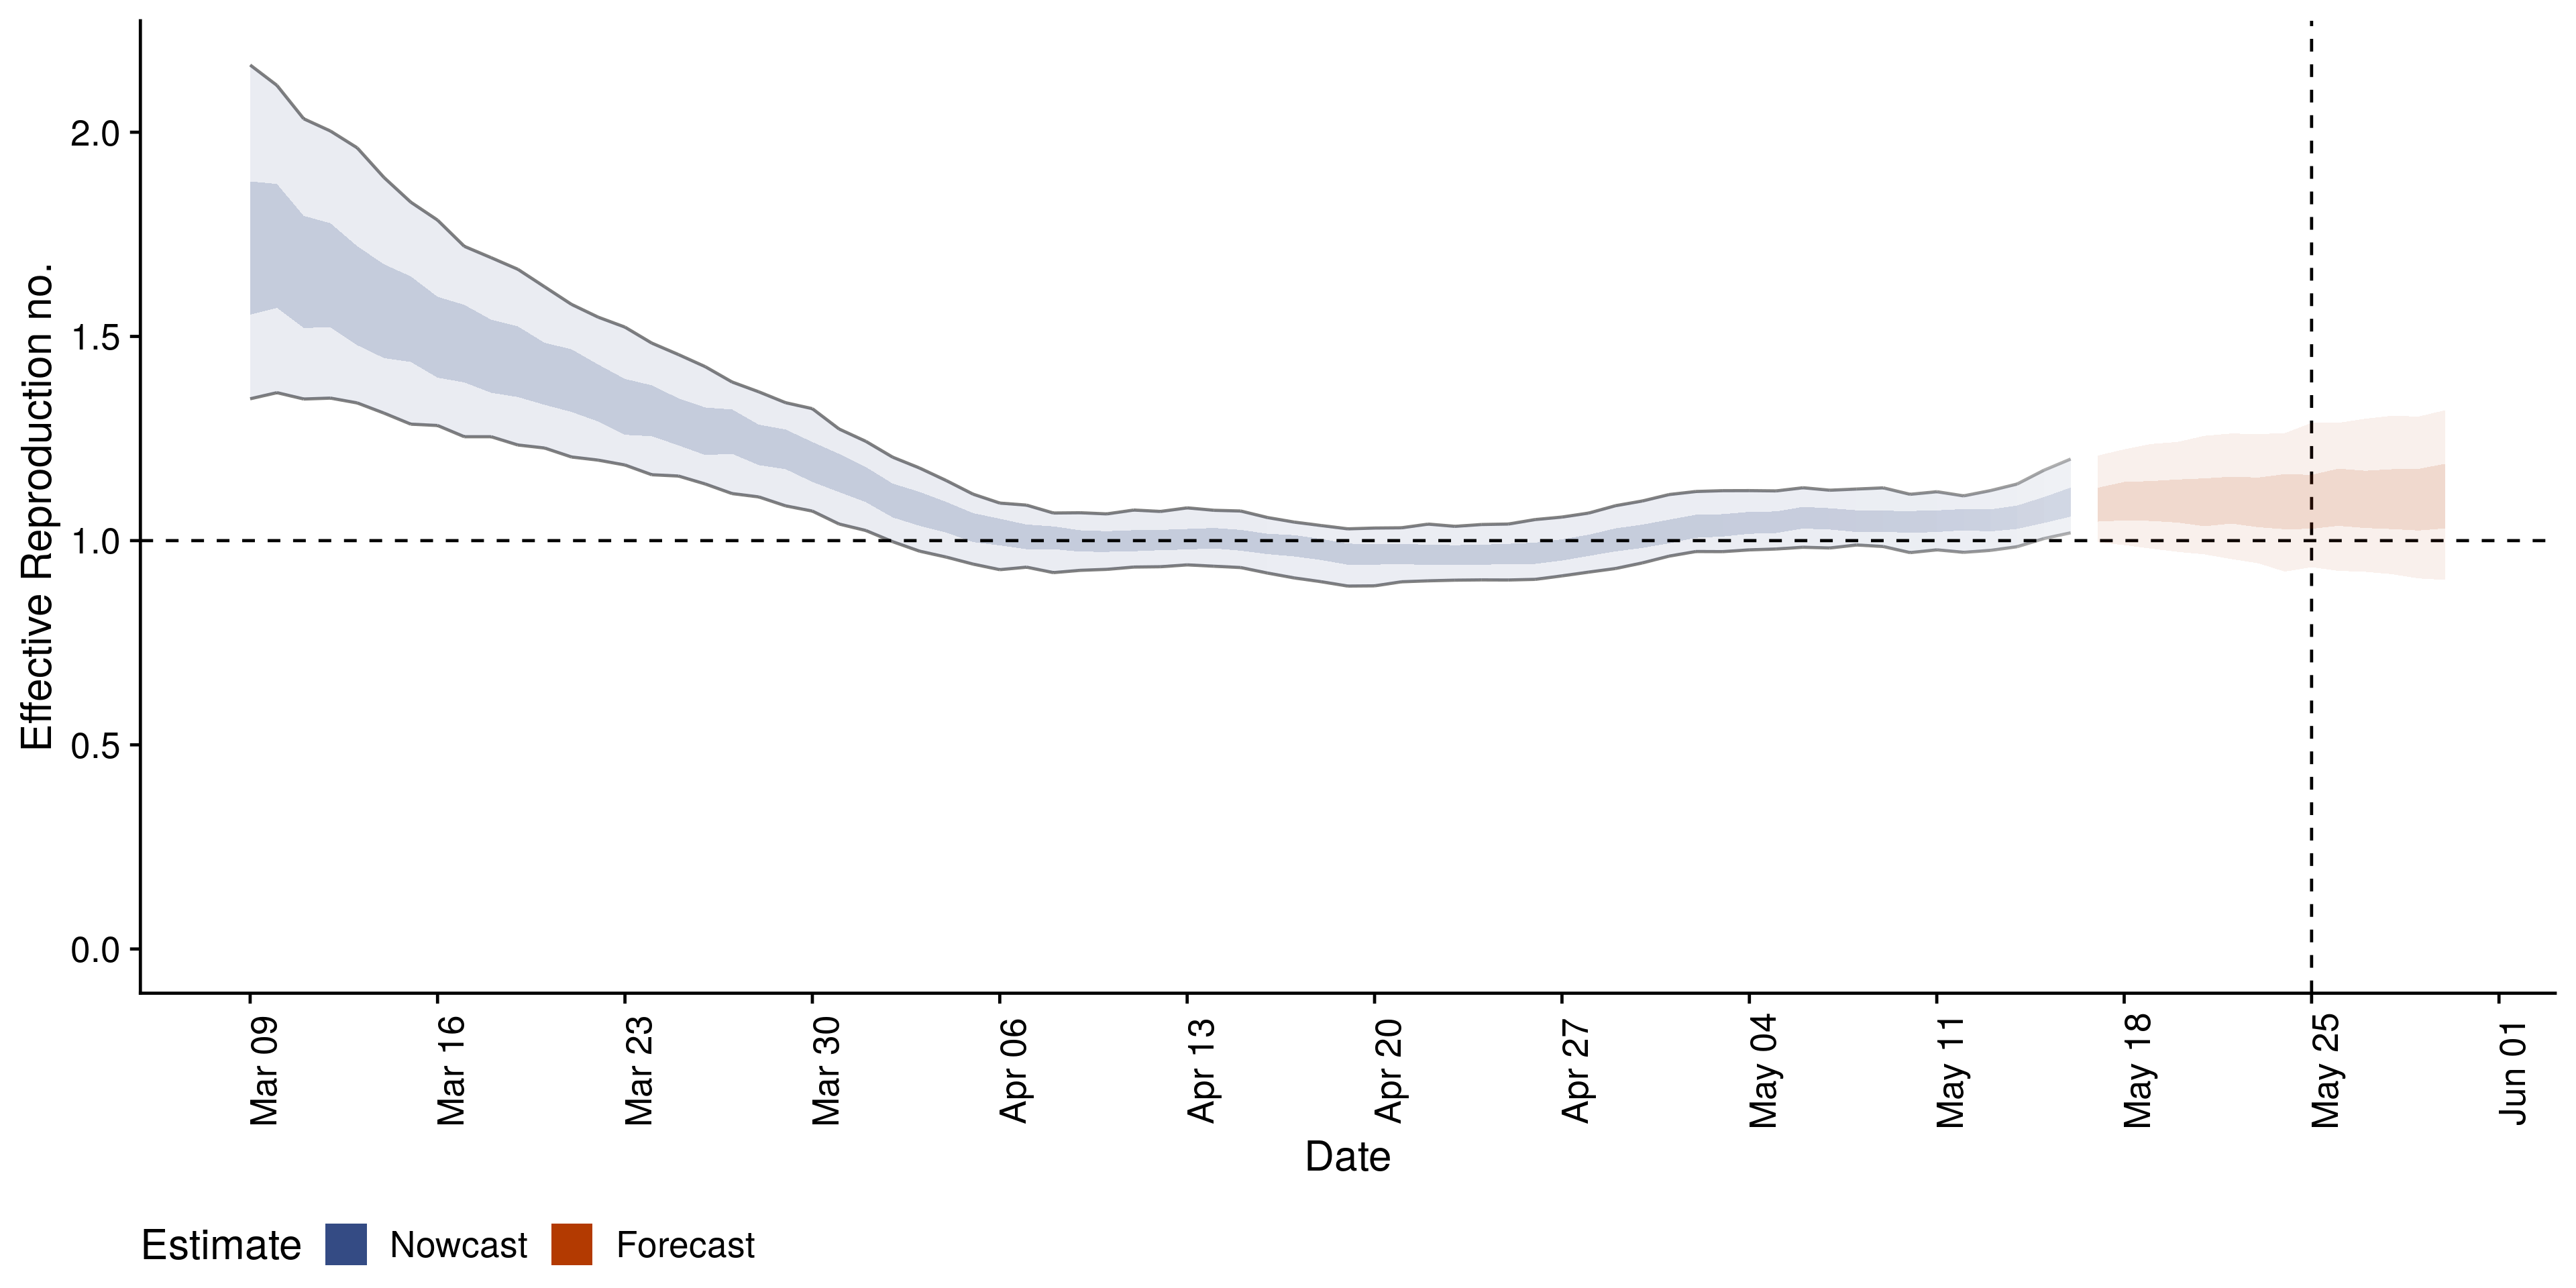 Effective Reproduction no.
2.0
1.5
1.0
0.5
0.0
Mar 09
Mar 16
Mar 23
Mar 30
Apr 06
Apr 13
Apr 20
Apr 27
May 04
May 11
May 18
May 25
Jun 01
Date
Estimate Nowcast Forecast